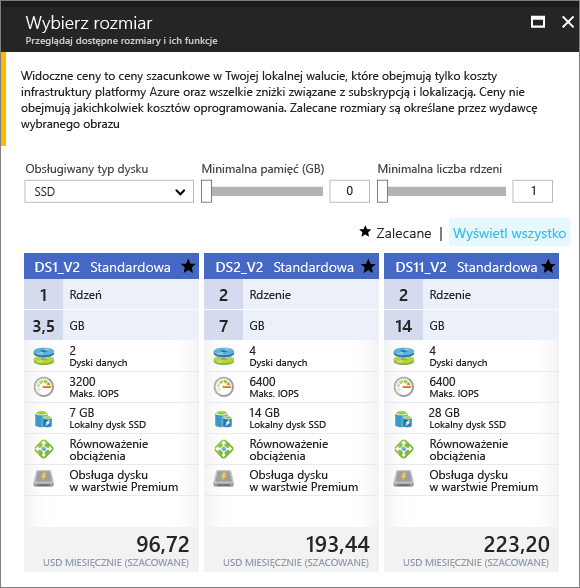 Wybierz rozmiar
Przeglądaj dostępne rozmiary i ich funkcje
Widoczne ceny to ceny szacunkowe w Twojej lokalnej walucie, które obejmują tylko koszty
infrastruktury platformy Azure oraz wszelkie zniżki związane z subskrypcją i lokalizacją. Ceny nie
obejmują jakichkolwiek kosztów oprogramowania. Zalecane rozmiary są określane przez wydawcę
wybranego obrazu
Obsługiwany typ dysku
SSD
Minimalna pamięć (GB)
0
Minimalna liczba rdzeni
1
★ Zalecane | Wyświetl wszystko
DS1_V2 Standardowa ★
1 Rdzeń
3,5 GB
2
Dyski danych
3200
Maks. IOPS
7 GB
Lokalny dysk SSD
Równoważenie
obciążenia
Obsługa dysku
w warstwie Premium
96,72
USD MIESIĘCZNIE (SZACOWANE)
DS2_V2 Standardowa ★
2 Rdzenie
7 GB
4
Dyski danych
6400
Maks. IOPS
14 GB
Lokalny dysk SSD
Równoważenie
obciążenia
Obsługa dysku
w warstwie Premium
193,44
USD MIESIĘCZNIE (SZACOWANE)
DS11_V2 Standardowa ★
2 Rdzenie
14 GB
4
Dyski danych
6400
Maks. IOPS
28 GB
Lokalny dysk SSD
Równoważenie
obciążenia
Obsługa dysku
w warstwie Premium
223,20
USD MIESIĘCZNIE (SZACOWANE)